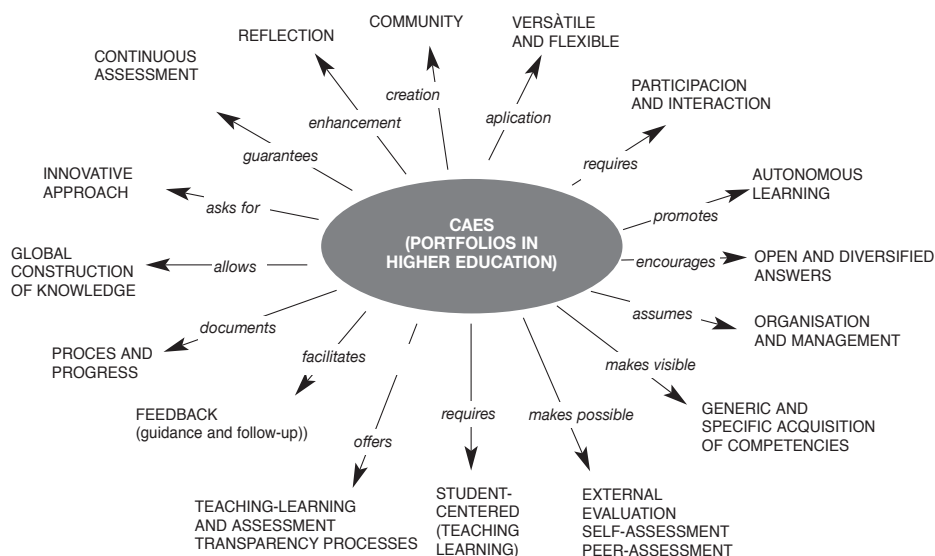 COMMUNITY
VERSÀTILE
AND FLEXIBLE
REFLECTION
CONTINUOUS
ASSESSMENT
PARTICIPACION
AND INTERACTION
creation
enhancement
aplication
guarantees
requires
INNOVATIVE
APPROACH
AUTONOMOUS
LEARNING
asks for
promotes
CAES
(PORTFOLIOS IN
HIGHER EDUCATION)
GLOBAL
CONSTRUCTION
OF KNOWLEDGE
allows
encourages
OPEN AND DIVERSIFIED
ANSWERS
documents
assumes
ORGANISATION
AND MANAGEMENT
PROCES AND
PROGRESS
facilitates
makes visible
FEEDBACK
(guidance and follow-up))
offers
requires
makes possible
GENERIC AND
SPECIFIC ACQUISITION
OF COMPETENCIES
TEACHING-LEARNING
AND ASSESSMENT
TRANSPARENCY PROCESSES
STUDENT-
CENTERED
(TEACHING
LEARNING)
EXTERNAL
EVALUATION
SELF-ASSESSMENT
PEER-ASSESSMENT